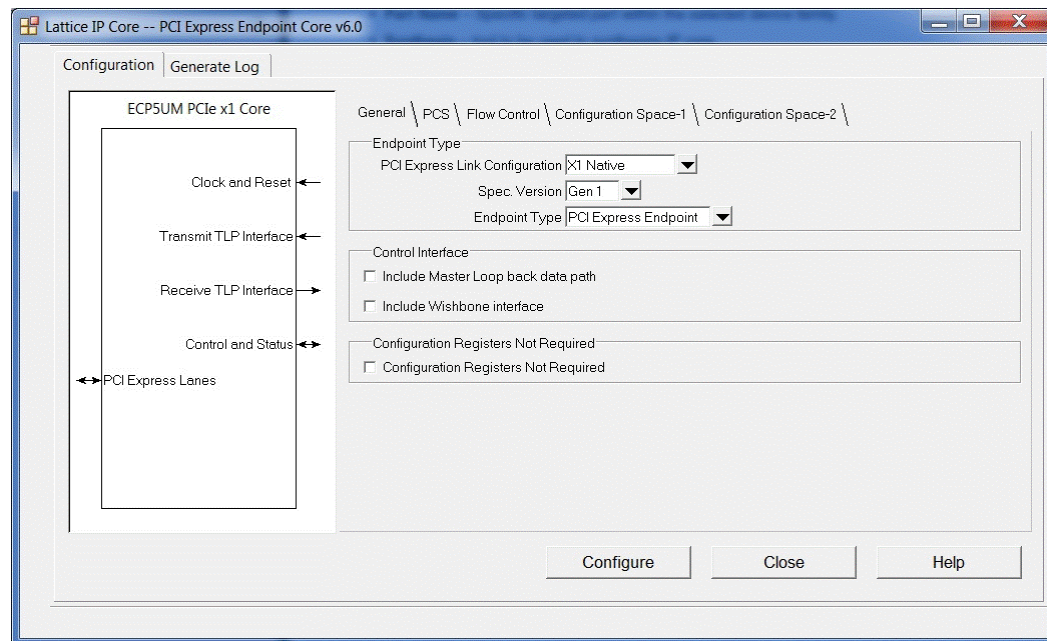 Lattice IP Core -- PCI Express Endpoint Core v6.0
Configuration
Generate Log
ECP5UM PCIe x1 Core
Clock and Reset
Transmit TLP Interface
Receive TLP Interface
Control and Status
PCI Express Lanes
General \ PCS \ Flow Control \ Configuration Space-1 \ Configuration Space-2 \
Endpoint Type
PCI Express Link Configuration X1 Native
Spec. Version Gen 1
Endpoint Type PCI Express Endpoint
Control Interface
Include Master Loop back data path
Include Wishbone interface
Configuration Registers Not Required
Configuration Registers Not Required
Configure
Close
Help